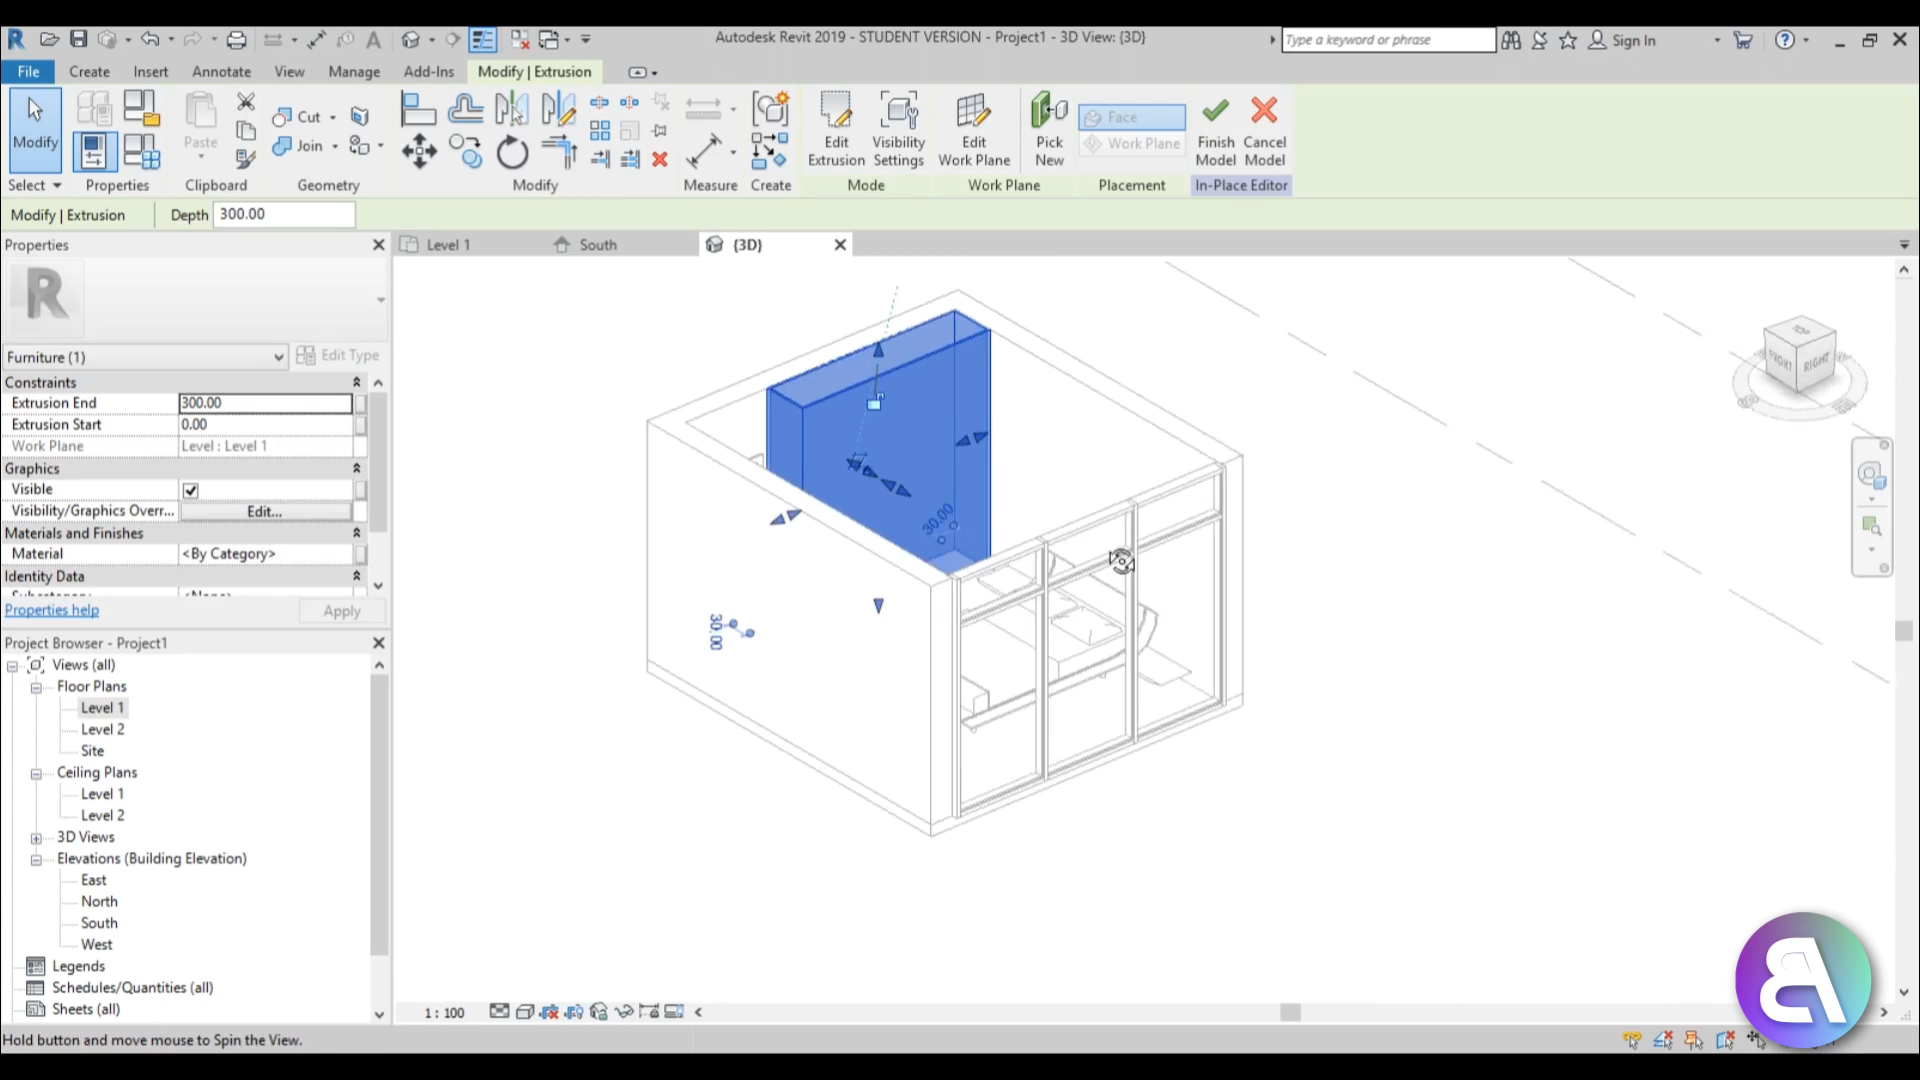 Autodesk Revit 2019 - STUDENT VERSION - Project1 - 3D View: {3D}
Type a keyword or phrase
Sign In
File
Create
Insert
Annotate
View
Manage
Add-Ins
Modify | Extrusion
Modify
Paste
Cut
Join
Edit Extrusion
Visibility Settings
Edit Work Plane
Pick New
Face
Work Plane
Finish Model
Cancel Model
Select
Properties
Clipboard
Geometry
Modify
Measure
Create
Mode
Work Plane
Placement
In-Place Editor
Modify | Extrusion
Depth 300.00
Properties
Level 1
South
{3D}
R
Furniture (1)
Edit Type
Constraints
Extrusion End 300.00
Extrusion Start 0.00
Work Plane Level : Level 1
Graphics
Visible
Visibility/Graphics Overr... Edit...
Materials and Finishes
Material <By Category>
Identity Data
Properties help
Apply
Project Browser - Project1
Views (all)
Floor Plans
Level 1
Level 2
Site
Ceiling Plans
Level 1
Level 2
3D Views
Elevations (Building Elevation)
East
North
South
West
Legends
Schedules/Quantities (all)
Sheets (all)
30.00
30.00
TOP
FRONT
RIGHT
1 : 100
Hold button and move mouse to Spin the View.